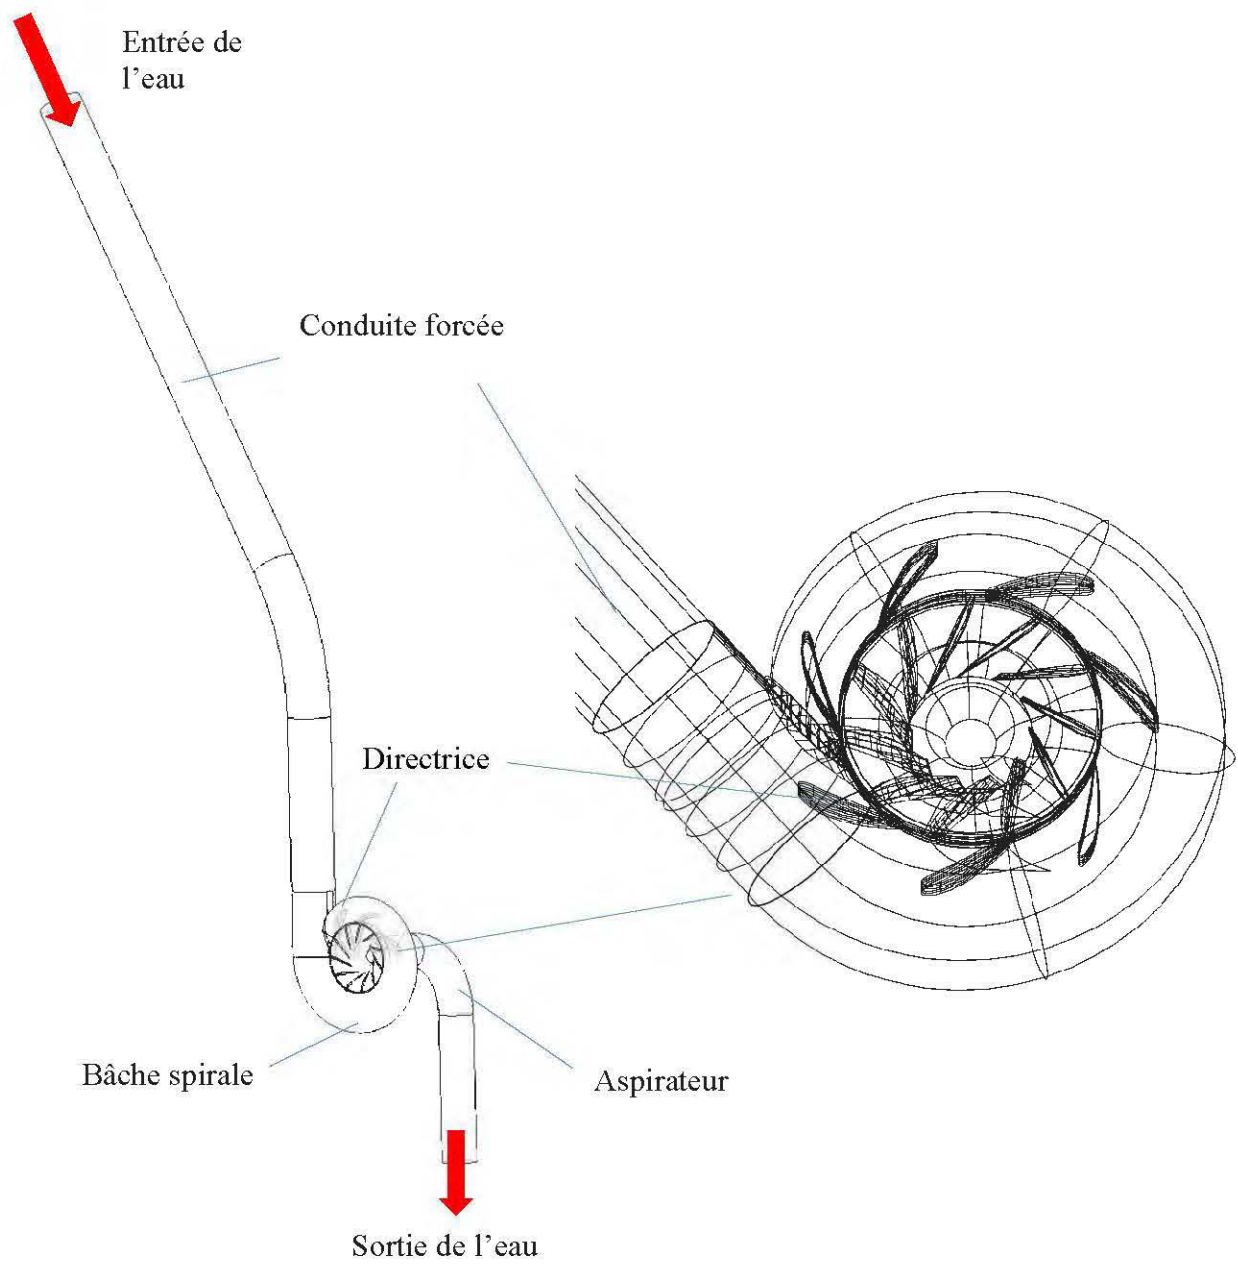 Entrée de
l’eau
Conduite forcée
Directrice
Bâche spirale
Aspirateur
Sortie de l’eau